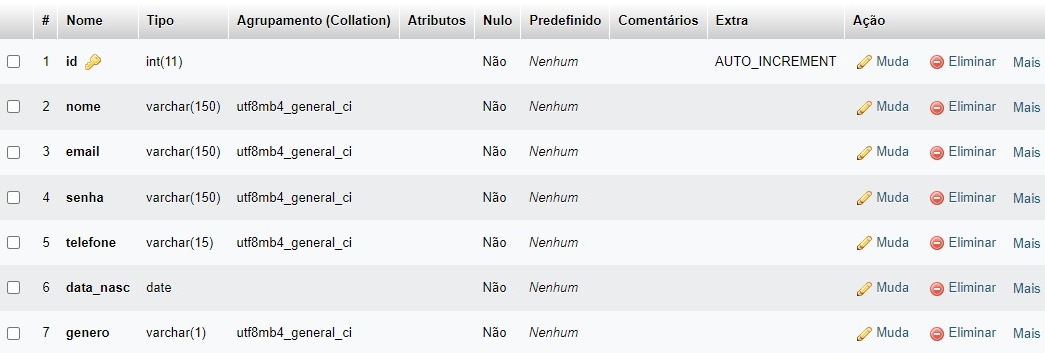 # Nome Tipo Agrupamento (Collation) Atributos Nulo Predefinido Comentários Extra Ação
1 id int(11) Não Nenhum AUTO_INCREMENT Muda Eliminar Mais
2 nome varchar(150) utf8mb4_general_ci Não Nenhum Muda Eliminar Mais
3 email varchar(150) utf8mb4_general_ci Não Nenhum Muda Eliminar Mais
4 senha varchar(150) utf8mb4_general_ci Não Nenhum Muda Eliminar Mais
5 telefone varchar(15) utf8mb4_general_ci Não Nenhum Muda Eliminar Mais
6 data_nasc date Não Nenhum Muda Eliminar Mais
7 genero varchar(1) utf8mb4_general_ci Não Nenhum Muda Eliminar Mais